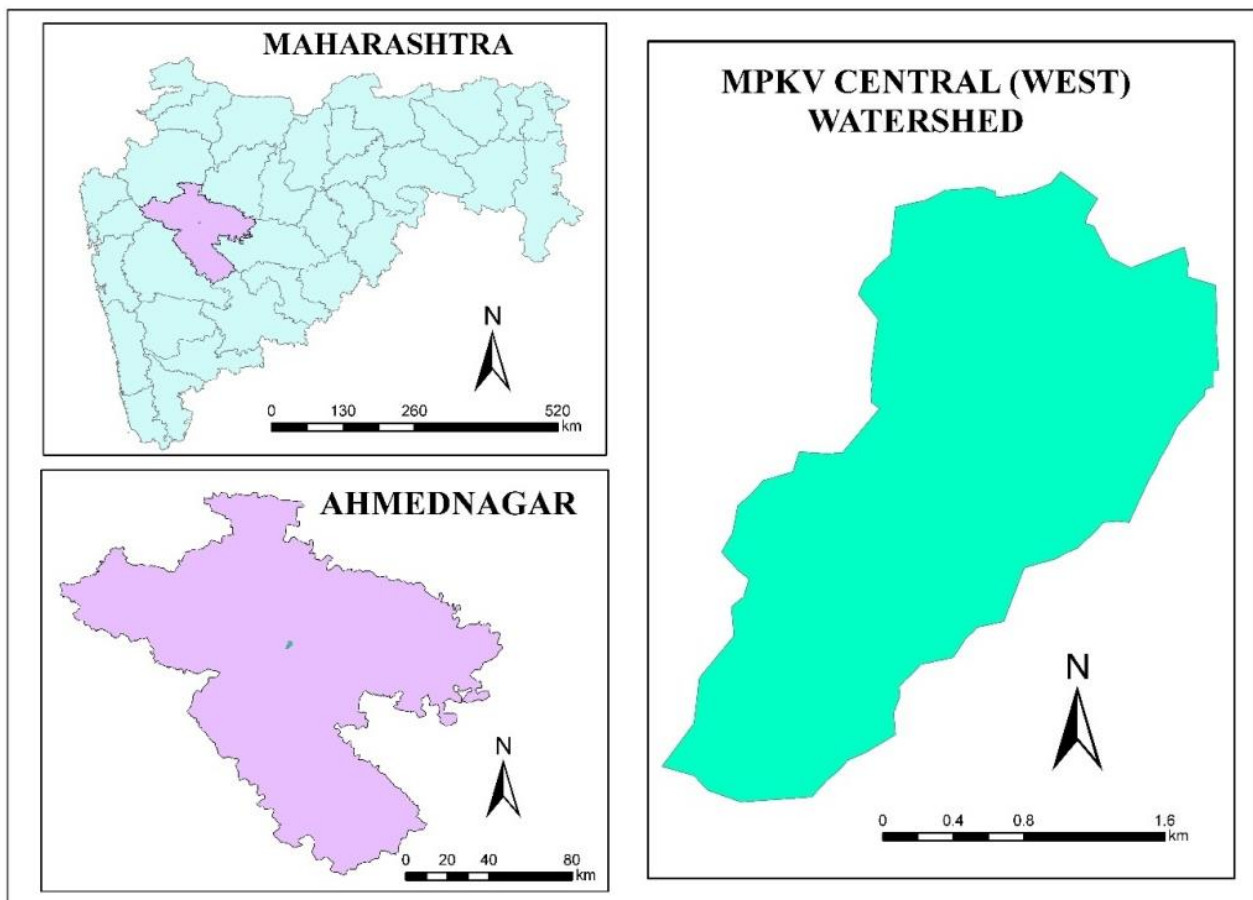 MAHARASHTRA
N
0 130 260 520
km
AHMEDNAGAR
N
0 20 40 80
km
MPKV CENTRAL (WEST)
WATERSHED
N
0 0.4 0.8 1.6
km